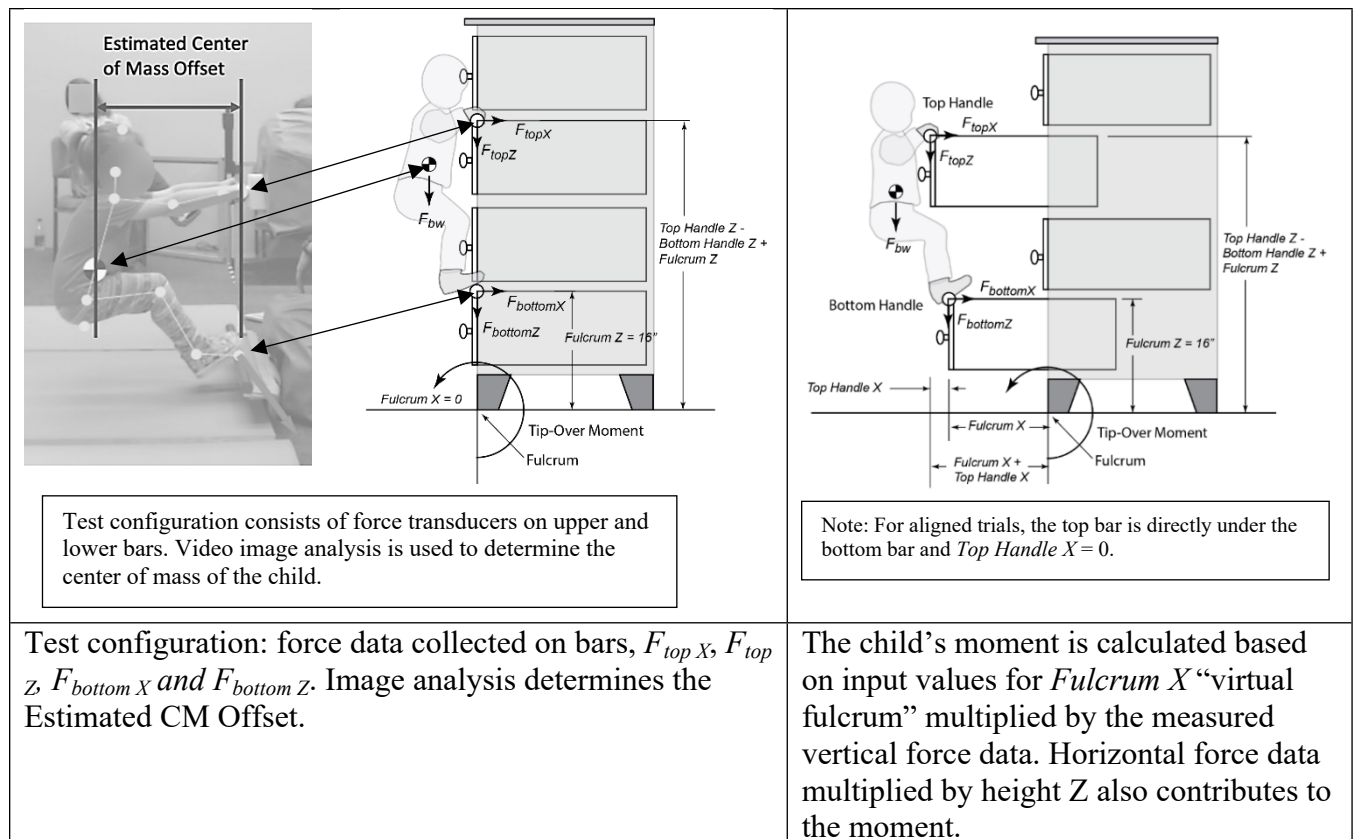 Estimated Center
of Mass Offset
F_topX
F_topZ
F_bw
F_bottomX
F_bottomZ
Fulcrum Z = 16"
Top Handle Z -
Bottom Handle Z +
Fulcrum Z
Fulcrum X = 0
Tip-Over Moment
Fulcrum
Test configuration consists of force transducers on upper and
lower bars. Video image analysis is used to determine the
center of mass of the child.
Top Handle
F_topX
F_topZ
F_bw
Bottom Handle
F_bottomX
F_bottomZ
Fulcrum Z = 16"
Top Handle Z -
Bottom Handle Z +
Fulcrum Z
Top Handle X
Fulcrum X
Tip-Over Moment
Fulcrum X +
Top Handle X
Fulcrum
Note: For aligned trials, the top bar is directly under the
bottom bar and Top Handle X = 0.
Test configuration: force data collected on bars, F_top X, F_top
Z, F_bottom X and F_bottom Z. Image analysis determines the
Estimated CM Offset.
The child's moment is calculated based
on input values for Fulcrum X "virtual
fulcrum" multiplied by the measured
vertical force data. Horizontal force data
multiplied by height Z also contributes to
the moment.